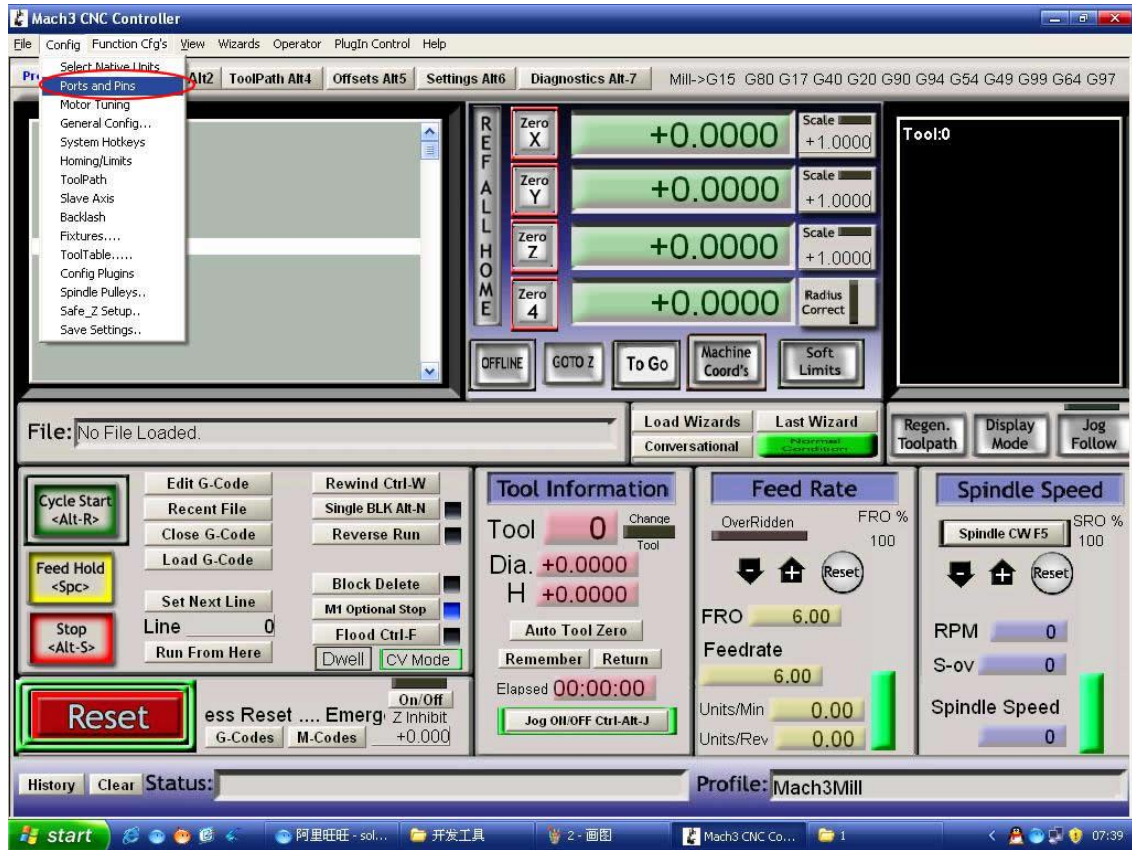 Mach3 CNC Controller
File Config Function Cfg's View Wizards Operator PlugIn Control Help
Select Native Units
Ports and Pins
Motor Tuning
General Config...
System Hotkeys
Homing/Limits
ToolPath
Slave Axis
Backlash
Fixtures....
ToolTable.....
Config Plugins
Spindle Pulleys..
Safe_Z Setup..
Save Settings..
Alt2 ToolPath Alt4 Offsets Alt5 Settings Alt6 Diagnostics Alt-7 Mill->G15 G80 G17 G40 G20 G90 G94 G54 G49 G99 G64 G97
REF ALL HOME
Zero X +0.0000 Scale +1.0000
Zero Y +0.0000 Scale +1.0000
Zero Z +0.0000 Scale +1.0000
Zero 4 +0.0000 Radius Correct
OFFLINE GOTO Z To Go Machine Coord's Soft Limits
Tool:0
File: No File Loaded.
Load Wizards Last Wizard
Conversational Normal Condition
Regen. Toolpath Display Mode Jog Follow
Cycle Start <Alt-R>
Feed Hold <Spc>
Stop <Alt-S>
Edit G-Code
Recent File
Close G-Code
Load G-Code
Set Next Line
Line 0
Run From Here
Rewind Ctrl-W
Single BLK Alt-N
Reverse Run
Block Delete
M1 Optional Stop
Flood Ctrl-F
Dwell CV Mode
Reset
ess Reset .... Emerg
G-Codes M-Codes
On/Off
Z Inhibit
+0.000
Tool Information
Tool 0 Change Tool
Dia. +0.0000
H +0.0000
Auto Tool Zero
Remember Return
Elapsed 00:00:00
Jog ON/OFF Ctrl-Alt-J
Feed Rate
OverRidden FRO % 100
Reset
FRO 6.00
Feedrate
6.00
Units/Min 0.00
Units/Rev 0.00
Spindle Speed
Spindle CW F5 SRO % 100
Reset
RPM 0
S-ov 0
Spindle Speed
0
History Clear Status:
Profile: Mach3Mill
start 阿里旺旺 - sol... 开发工具 2 - 画图 Mach3 CNC Co... 1 07:39